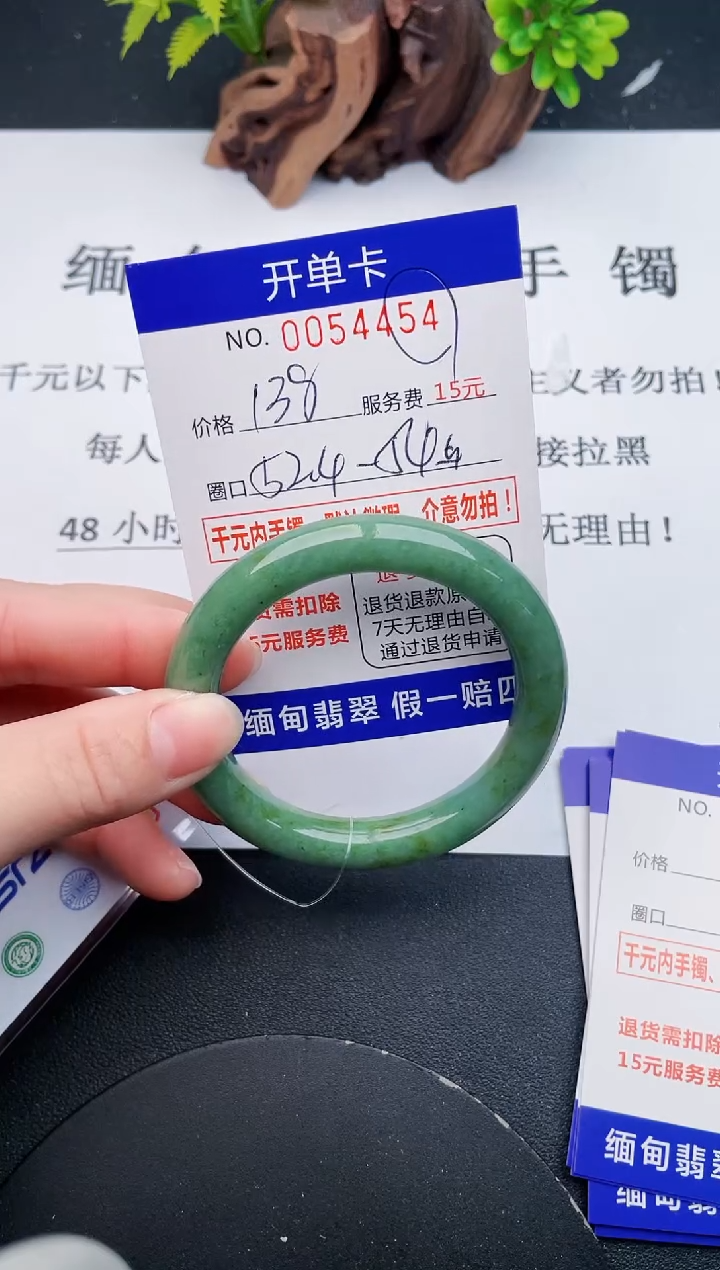 缅 手 镯
开单卡
NO. 0054454
千元以下 主义者勿拍！
价格 138 服务费 15元
每人 接拉黑
圈口 52.4-54
48 小时 无理由！
千元内手镯、 介意勿拍！
货需扣除
5元服务费
退货退款
7天无理由自
通过退货申请
缅甸翡翠 假一赔四
NO.
价格
圈口
千元内手镯、
退货需扣除
15元服务费
缅甸翡翠
缅甸翡